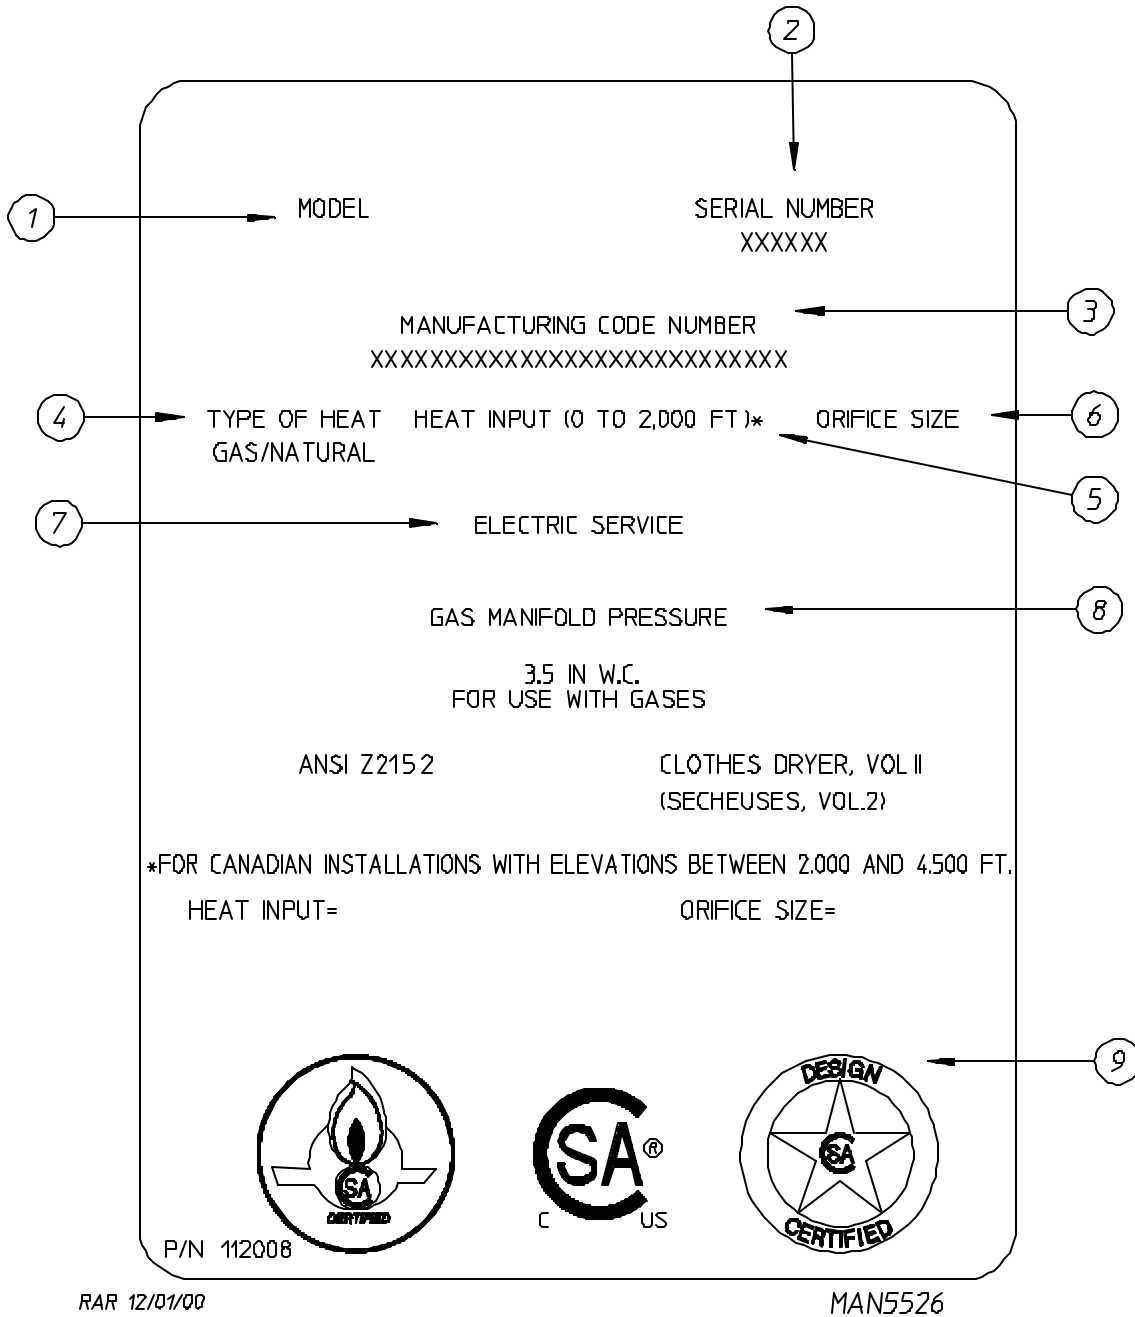 2
1
MODEL
SERIAL NUMBER
XXXXXX
3
MANUFACTURING CODE NUMBER
XXXXXXXXXXXXXXXXXXXXXXXXXXXX
4
TYPE OF HEAT HEAT INPUT (0 TO 2,000 FT)* ORIFICE SIZE
6
GAS/NATURAL
5
7
ELECTRIC SERVICE
8
GAS MANIFOLD PRESSURE
3.5 IN W.C.
FOR USE WITH GASES
ANSI Z215 2
CLOTHES DRYER, VOL II
(SECHEUSES, VOL.2)
*FOR CANADIAN INSTALLATIONS WITH ELEVATIONS BETWEEN 2.000 AND 4.500 FT.
HEAT INPUT=
ORIFICE SIZE=
9
SA
CERTIFIED
CSA®
C US
DESIGN
SA
CERTIFIED
P/N 112008
RAR 12/01/00
MAN5526